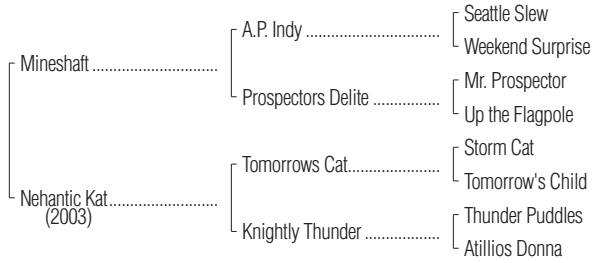 Seattle Slew
A.P. Indy ................................
Weekend Surprise
Mineshaft ..............................
Mr. Prospector
Prospectors Delite ................
Up the Flagpole
Storm Cat
Tomorrows Cat......................
Tomorrow's Child
Nehantic Kat..........................
(2003)
Thunder Puddles
Knightly Thunder ..................
Atillios Donna